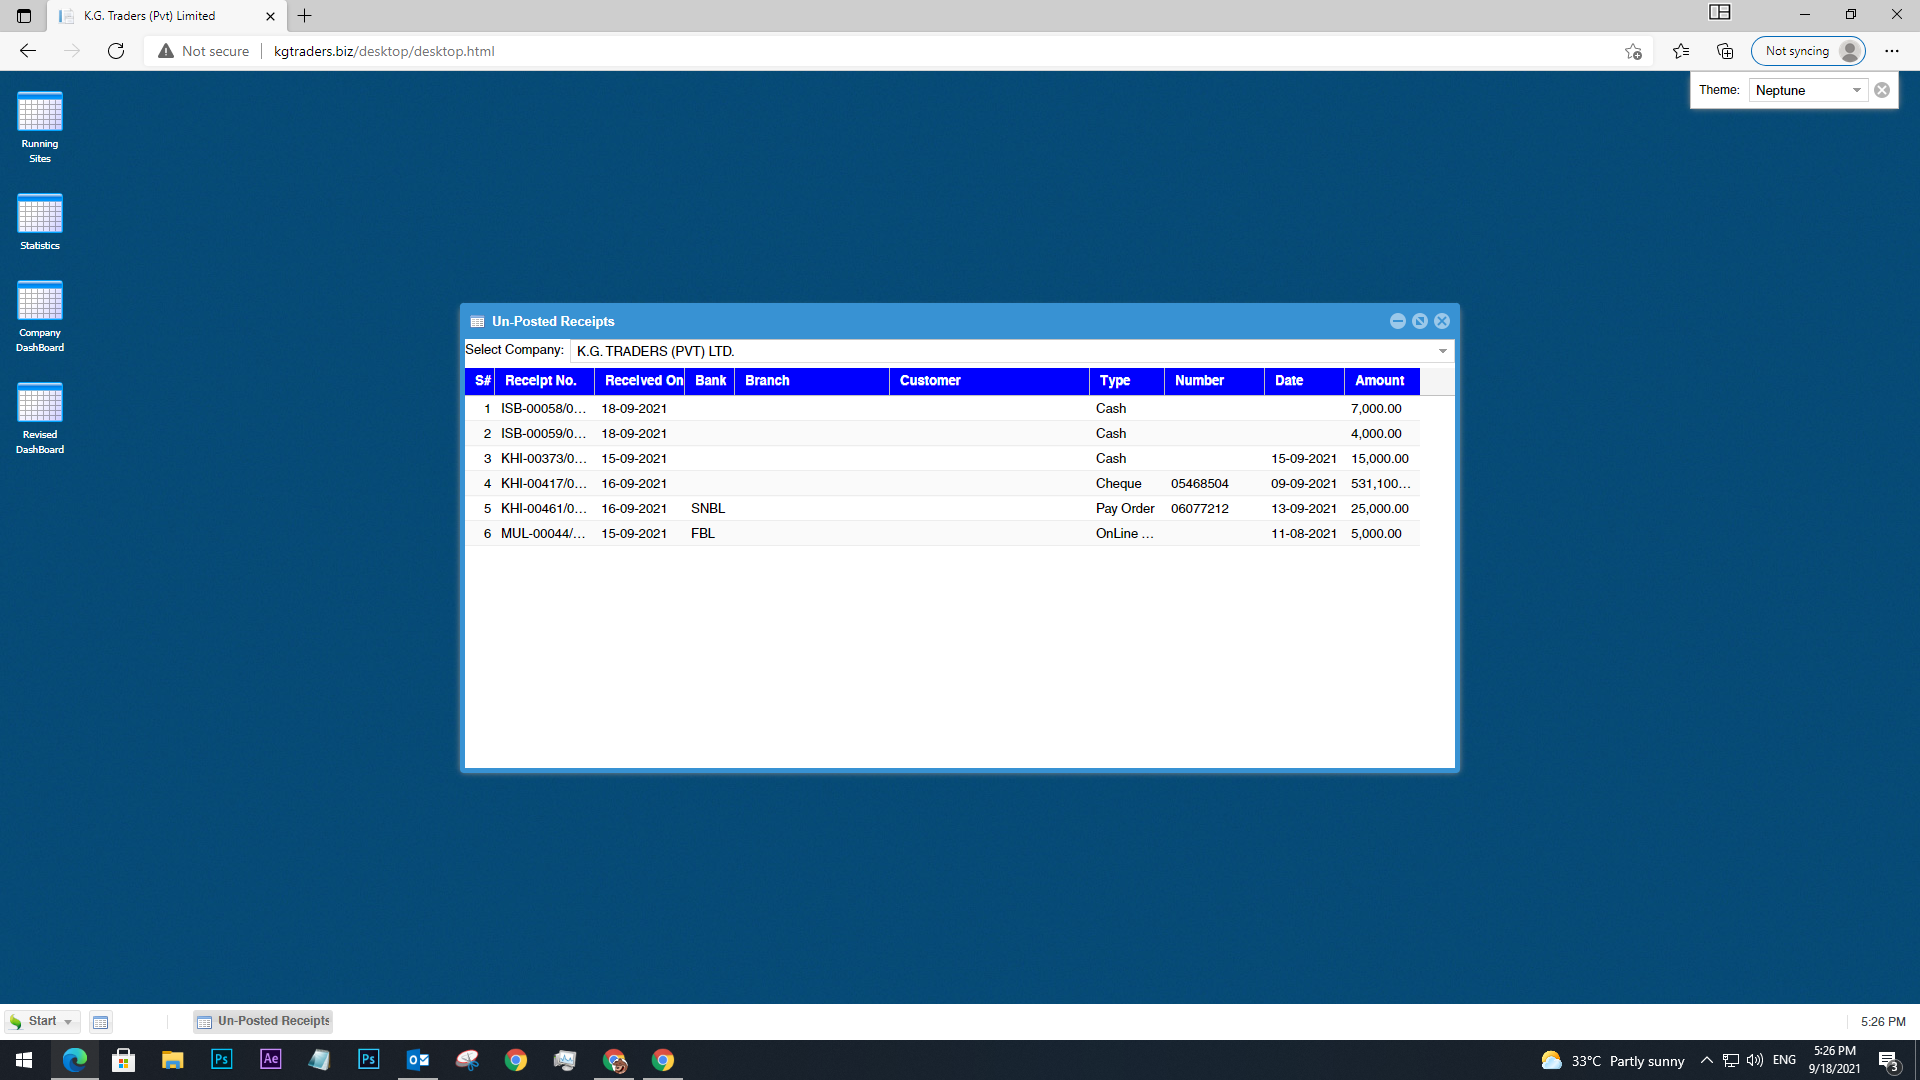 K.G. Traders (Pvt) Limited
Not secure
kgtraders.biz/desktop/desktop.html
Not syncing
Theme: Neptune
Running
Sites
Statistics
Company
DashBoard
Revised
DashBoard
Un-Posted Receipts
Select Company: K.G. TRADERS (PVT) LTD.
S# Receipt No. Received On Bank Branch Customer Type Number Date Amount
1 ISB-00058/0... 18-09-2021 Cash 7,000.00
2 ISB-00059/0... 18-09-2021 Cash 4,000.00
3 KHI-00373/0... 15-09-2021 Cash 15-09-2021 15,000.00
4 KHI-00417/0... 16-09-2021 Cheque 05468504 09-09-2021 531,100...
5 KHI-00461/0... 16-09-2021 SNBL Pay Order 06077212 13-09-2021 25,000.00
6 MUL-00044/... 15-09-2021 FBL OnLine ... 11-08-2021 5,000.00
Start
Un-Posted Receipts
5:26 PM
Ps
Ae
Ps
33°C Partly sunny
ENG
5:26 PM
9/18/2021
3